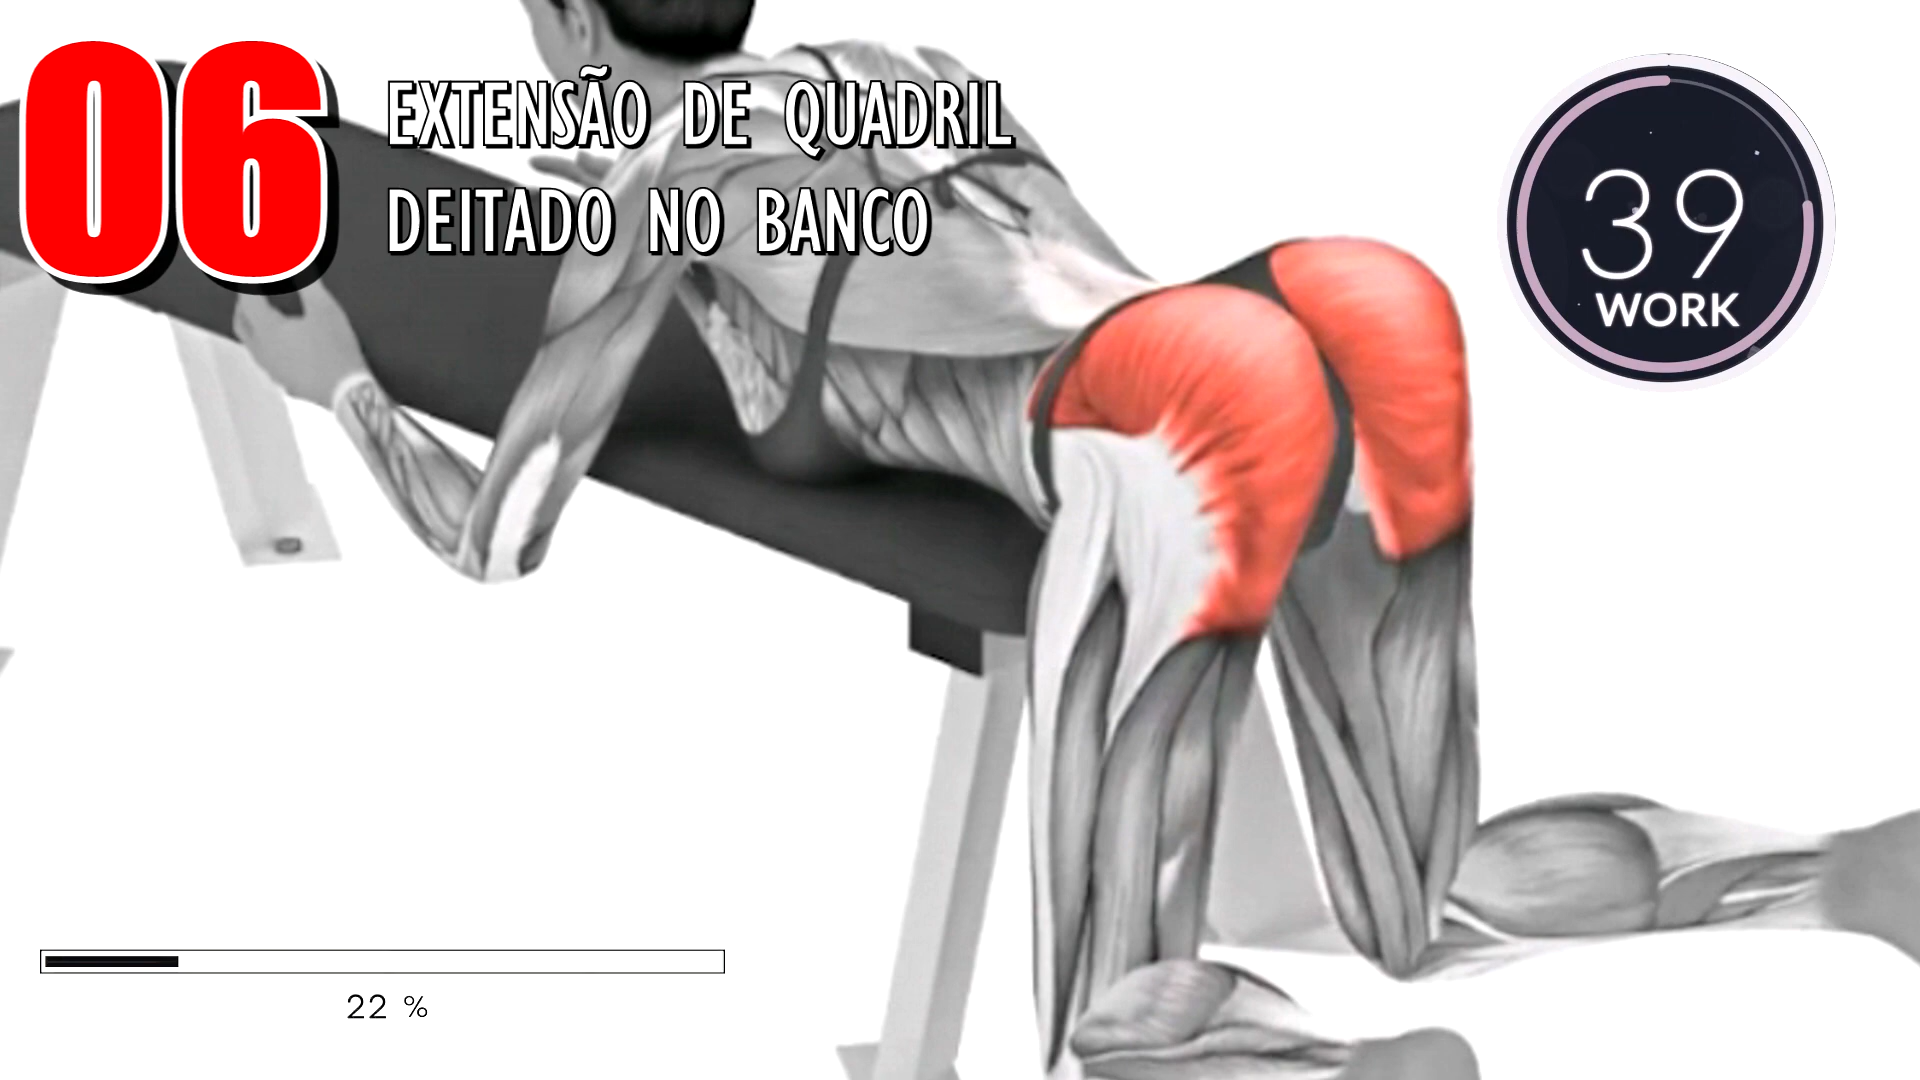 06
EXTENSÃO DE QUADRIL
DEITADO NO BANCO
39
WORK
22 %